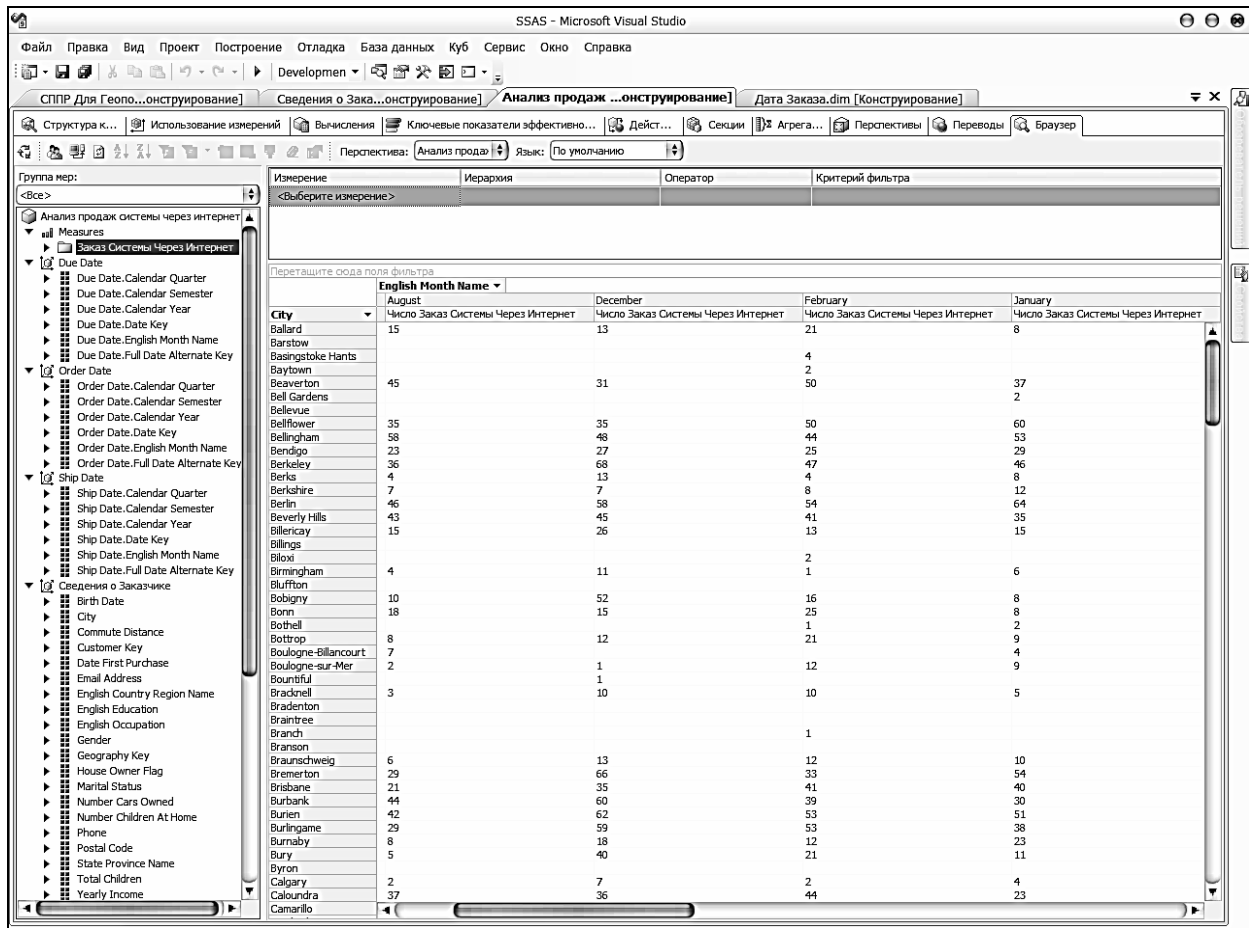 SSAS - Microsoft Visual Studio
Файл Правка Вид Проект Построение Отладка База данных Куб Сервис Окно Справка
Developmen
СППР Для Геопо...онструирование] Сведения о Зака...онструирование] Анализ продаж ...онструирование] Дата Заказа.dim [Конструирование]
Структура к... Использование измерений Вычисления Ключевые показатели эффективно... Дейст... Секции Агрега... Перспективы Переводы Браузер
Перспектива: Анализ продаж Язык: По умолчанию
Группа мер:
<Все>
Анализ продаж системы через интернет
Measures
Заказ Системы Через Интернет
Due Date
Due Date.Calendar Quarter
Due Date.Calendar Semester
Due Date.Calendar Year
Due Date.Date Key
Due Date.English Month Name
Due Date.Full Date Alternate Key
Order Date
Order Date.Calendar Quarter
Order Date.Calendar Semester
Order Date.Calendar Year
Order Date.Date Key
Order Date.English Month Name
Order Date.Full Date Alternate Key
Ship Date
Ship Date.Calendar Quarter
Ship Date.Calendar Semester
Ship Date.Calendar Year
Ship Date.Date Key
Ship Date.English Month Name
Ship Date.Full Date Alternate Key
Сведения о Заказчике
Birth Date
City
Commute Distance
Customer Key
Date First Purchase
Email Address
English Country Region Name
English Education
English Occupation
Gender
Geography Key
House Owner Flag
Marital Status
Number Cars Owned
Number Children At Home
Phone
Postal Code
State Province Name
Total Children
Yearly Income
Измерение Иерархия Оператор Критерий фильтра
<Выберите измерение>
Перетащите сюда поля фильтра
English Month Name
August December February January
City Число Заказ Системы Через Интернет Число Заказ Системы Через Интернет Число Заказ Системы Через Интернет Число Заказ Системы Через Интернет
Ballard 15 13 21 8
Barstow
Basingstoke Hants 4
Baytown 2
Beaverton 45 31 50 37
Bell Gardens 2
Bellevue
Bellflower 35 35 50 60
Bellingham 58 48 44 53
Bendigo 23 27 25 29
Berkeley 36 68 47 46
Berks 4 13 4 8
Berkshire 7 7 8 12
Berlin 46 58 54 64
Beverly Hills 43 45 41 35
Billericay 15 26 13 15
Billings
Biloxi 2
Birmingham 4 11 1 6
Bluffton
Bobigny 10 52 16 8
Bonn 18 15 25 8
Bothell 1 2
Bottrop 8 12 21 9
Boulogne-Billancourt 7 4
Boulogne-sur-Mer 2 1 12 9
Bountiful 1
Bracknell 3 10 10 5
Bradenton
Braintree
Branch 1
Branson
Braunschweig 6 13 12 10
Bremerton 29 66 33 54
Brisbane 21 35 41 40
Burbank 44 60 39 30
Burien 42 62 53 51
Burlingame 29 59 53 38
Burnaby 8 18 12 23
Bury 5 40 21 11
Byron
Calgary 2 7 2 4
Caloundra 37 36 44 23
Camarillo